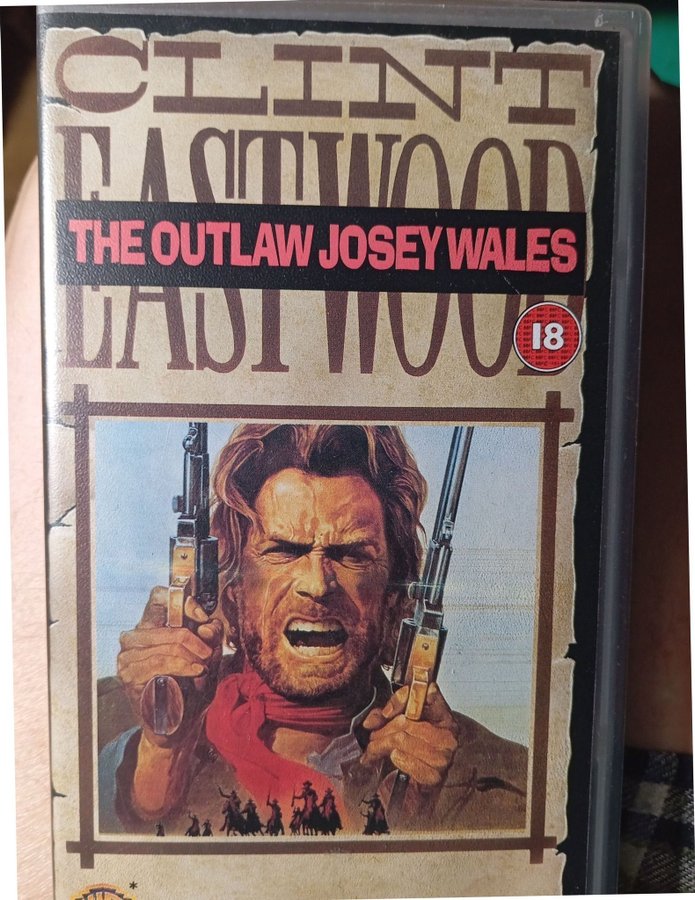 CLINT
EASTWOOD
THE OUTLAW JOSEY WALES
18
*